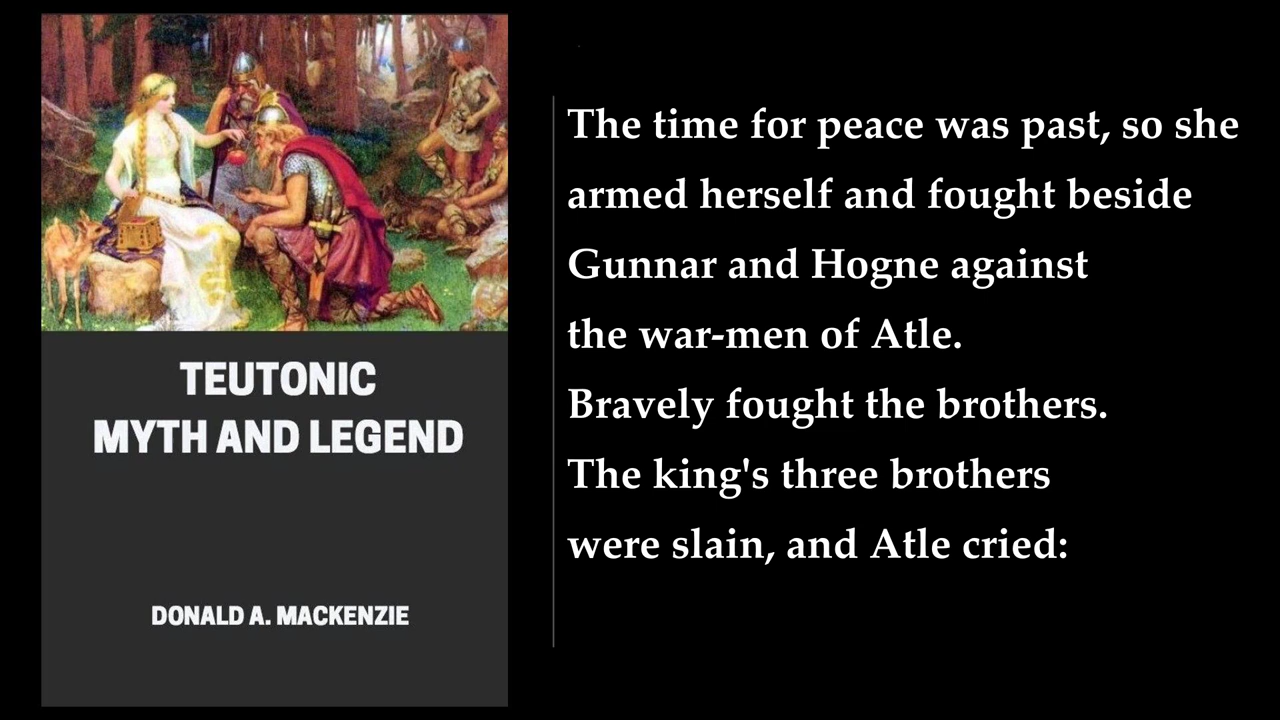 TEUTONIC
MYTH AND LEGEND
DONALD A. MACKENZIE
The time for peace was past, so she
armed herself and fought beside
Gunnar and Hogne against
the war-men of Atle.
Bravely fought the brothers.
The king's three brothers
were slain, and Atle cried: